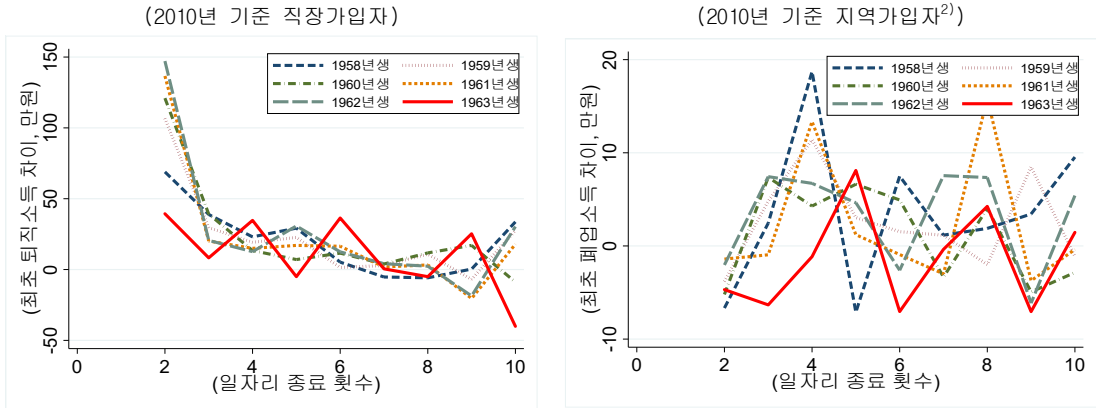 (2010년 기준 직장가입자)
(최초 퇴직소득 차이, 만원)
150
100
50
0
-50
1958년생 1959년생
1960년생 1961년생
1962년생 1963년생
0 2 4 6 8 10
(일자리 종료 횟수)
(2010년 기준 지역가입자2))
(최초 폐업소득 차이, 만원)
20
10
0
-10
1958년생 1959년생
1960년생 1961년생
1962년생 1963년생
0 2 4 6 8 10
(일자리 종료 횟수)